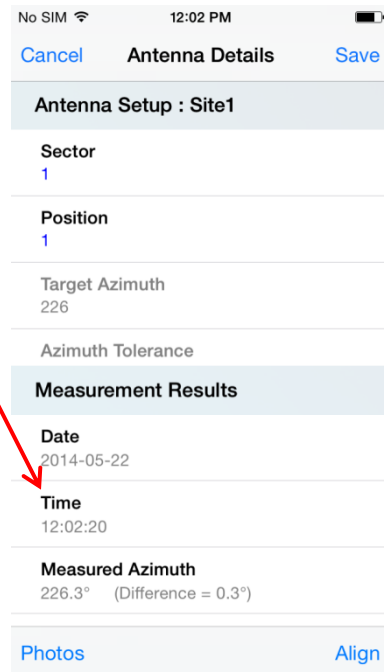 No SIM 12:02 PM
Cancel Antenna Details Save
Antenna Setup : Site1
Sector
1
Position
1
Target Azimuth
226
Azimuth Tolerance
Measurement Results
Date
2014-05-22
Time
12:02:20
Measured Azimuth
226.3° (Difference = 0.3°)
Photos Align